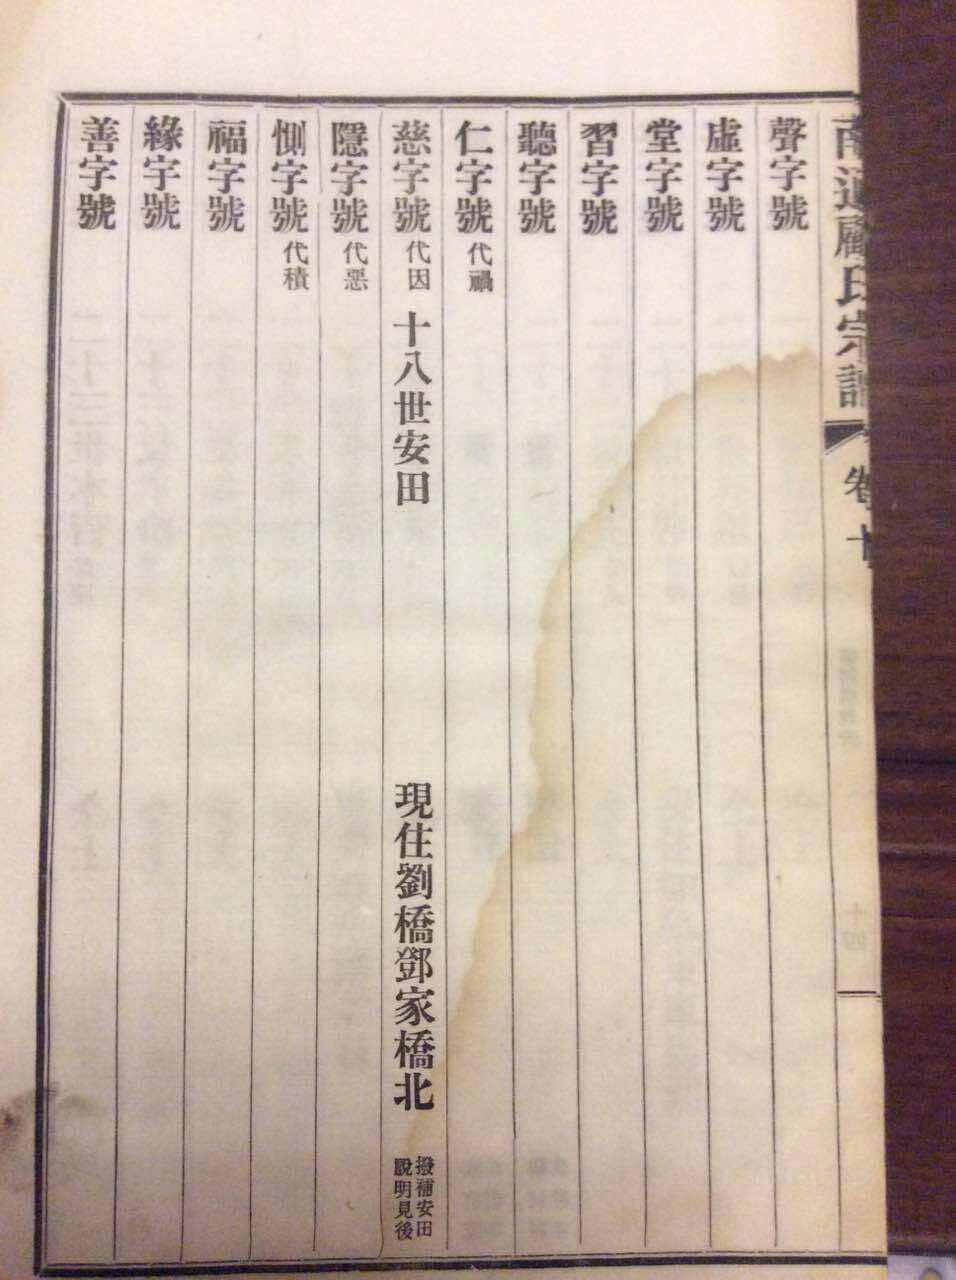 南通顧氏宗譜 卷十
聲字號
虛字號
堂字號
習字號
聽字號
仁字號 代禍
慈字號 代因 十八世安田 現住劉橋鄧家橋北 撥補安田 說明見後
隱字號 代惡
惻字號 代積
福字號
緣字號
善字號